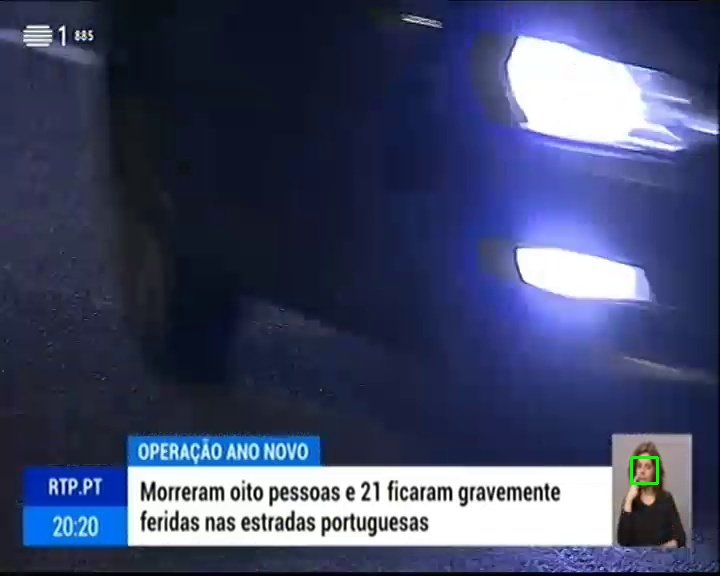 1 885
OPERAÇÃO ANO NOVO
RTP.PT
Morreram oito pessoas e 21 ficaram gravemente
20:20
feridas nas estradas portuguesas